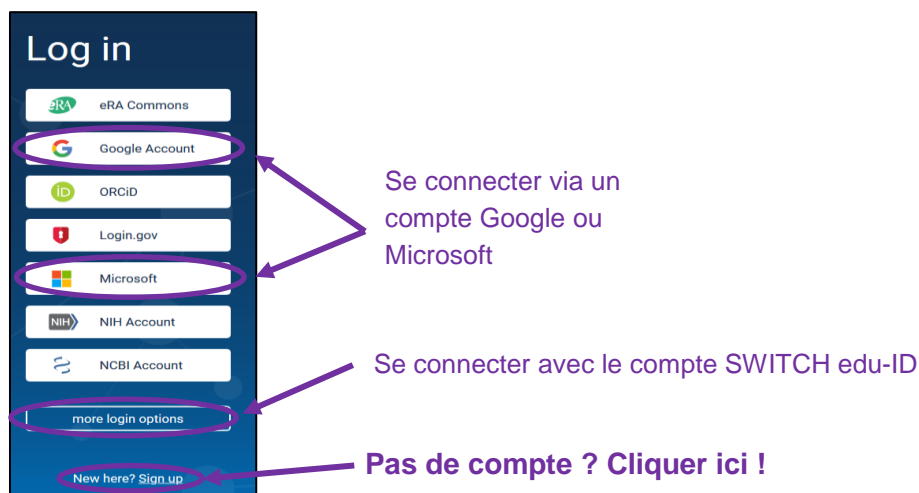 Log in
eRA eRA Commons
Google Account
iD ORCiD
Login.gov
Microsoft
NIH NIH Account
NCBI Account
more login options
New here? Sign up
Se connecter via un
compte Google ou
Microsoft
Se connecter avec le compte SWITCH edu-ID
Pas de compte ? Cliquer ici !